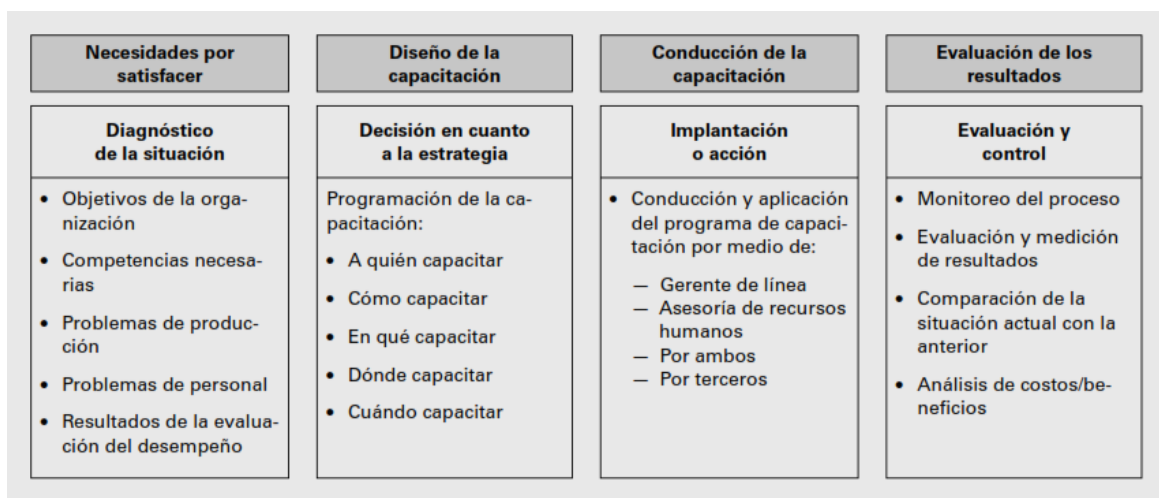 Necesidades por
satisfacer
Diagnóstico
de la situación
• Objetivos de la orga-
nización
• Competencias necesa-
rias
• Problemas de produc-
ción
• Problemas de personal
• Resultados de la evalua-
ción del desempeño
Diseño de la
capacitación
Decisión en cuanto
a la estrategia
Programación de la ca-
pacitación:
• A quién capacitar
• Cómo capacitar
• En qué capacitar
• Dónde capacitar
• Cuándo capacitar
Conducción de la
capacitación
Implantación
o acción
• Conducción y aplicación
del programa de capaci-
tación por medio de:
— Gerente de línea
— Asesoría de recursos
humanos
— Por ambos
— Por terceros
Evaluación de los
resultados
Evaluación y
control
• Monitoreo del proceso
• Evaluación y medición
de resultados
• Comparación de la
situación actual con la
anterior
• Análisis de costos/be-
neficios